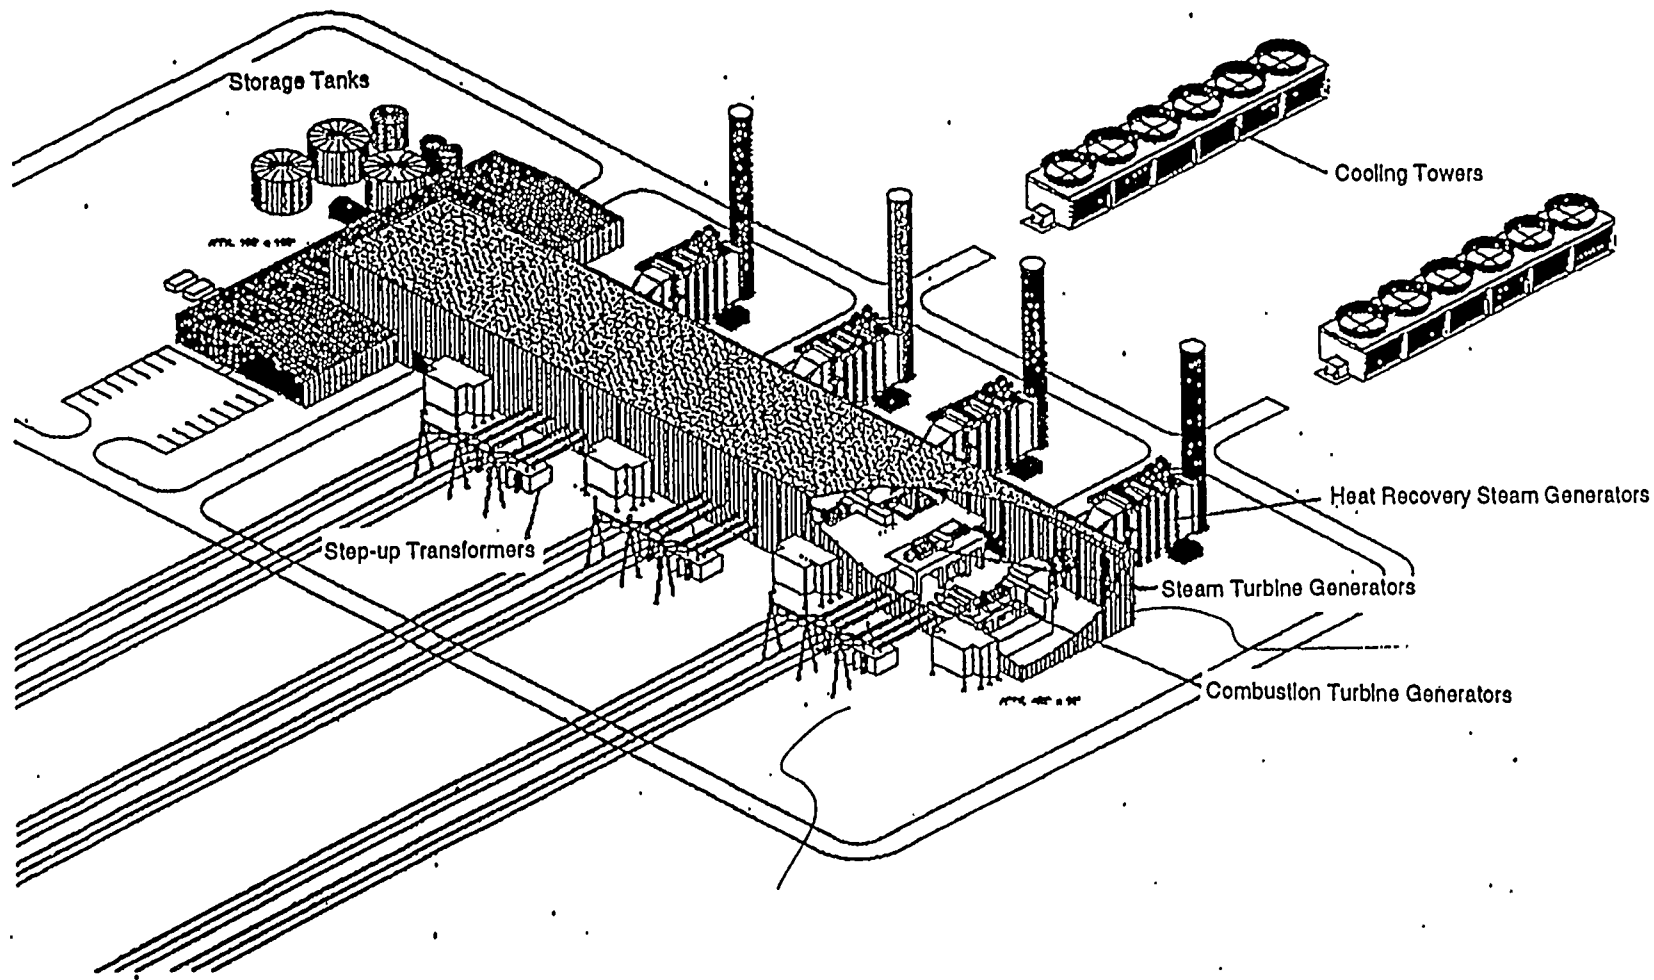 Storage Tanks
Cooling Towers
Heat Recovery Steam Generators
Step-up Transformers
Steam Turbine Generators
Combustion Turbine Generators